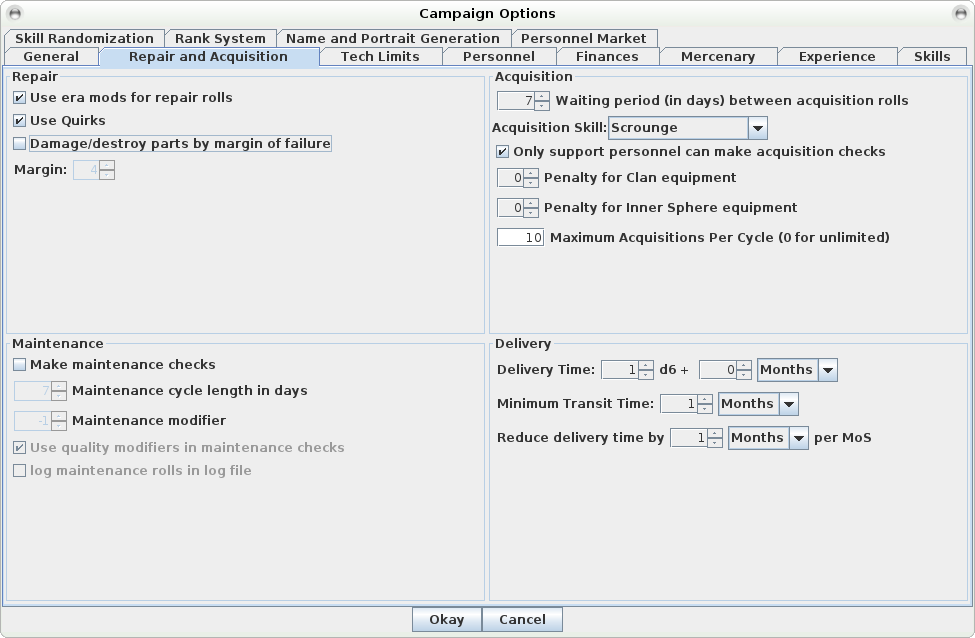 Campaign Options
Skill Randomization Rank System Name and Portrait Generation Personnel Market
General Repair and Acquisition Tech Limits Personnel Finances Mercenary Experience Skills
Repair
Use era mods for repair rolls
Use Quirks
Damage/destroy parts by margin of failure
Margin: 4
Acquisition
7 Waiting period (in days) between acquisition rolls
Acquisition Skill: Scrounge
Only support personnel can make acquisition checks
0 Penalty for Clan equipment
0 Penalty for Inner Sphere equipment
10 Maximum Acquisitions Per Cycle (0 for unlimited)
Maintenance
Make maintenance checks
7 Maintenance cycle length in days
-1 Maintenance modifier
Use quality modifiers in maintenance checks
log maintenance rolls in log file
Delivery
Delivery Time: 1 d6 + 0 Months
Minimum Transit Time: 1 Months
Reduce delivery time by 1 Months per MoS
Okay Cancel